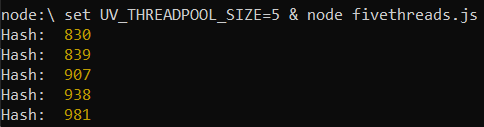 node:\ set UV_THREADPOOL_SIZE=5 & node fivethreads.js
Hash:  830
Hash:  839
Hash:  907
Hash:  938
Hash:  981